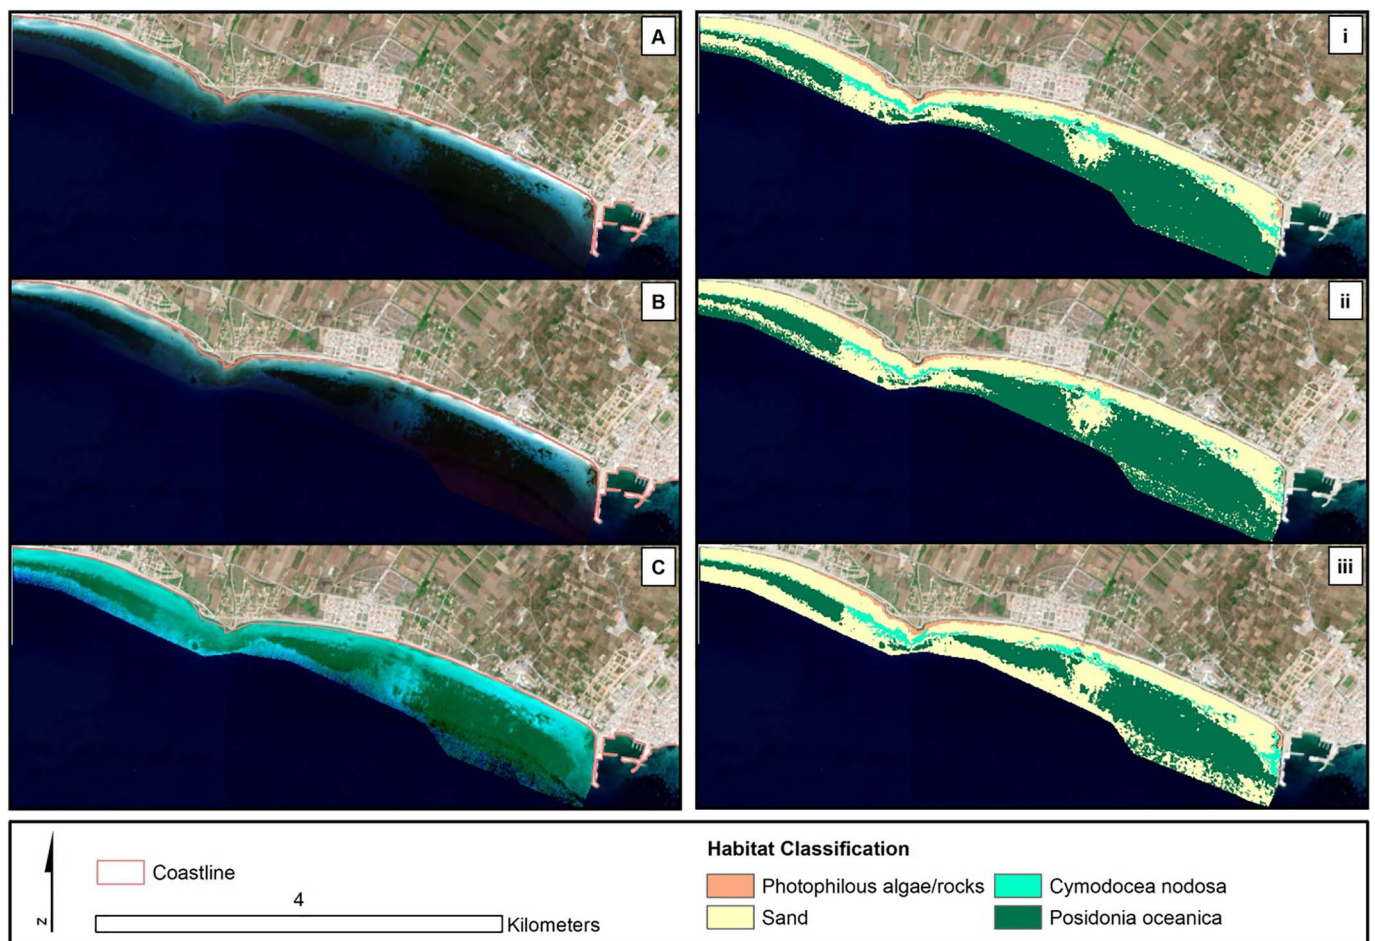 A
i
B
ii
C
iii
Habitat Classification
Coastline
Photophilous algae/rocks
Cymodocea nodosa
4
Sand
Posidonia oceanica
N
Kilometers